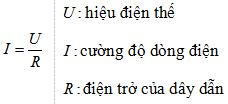 I = U/R
U : hiệu điện thế
I : cường độ dòng điện
R : điện trở của dây dẫn